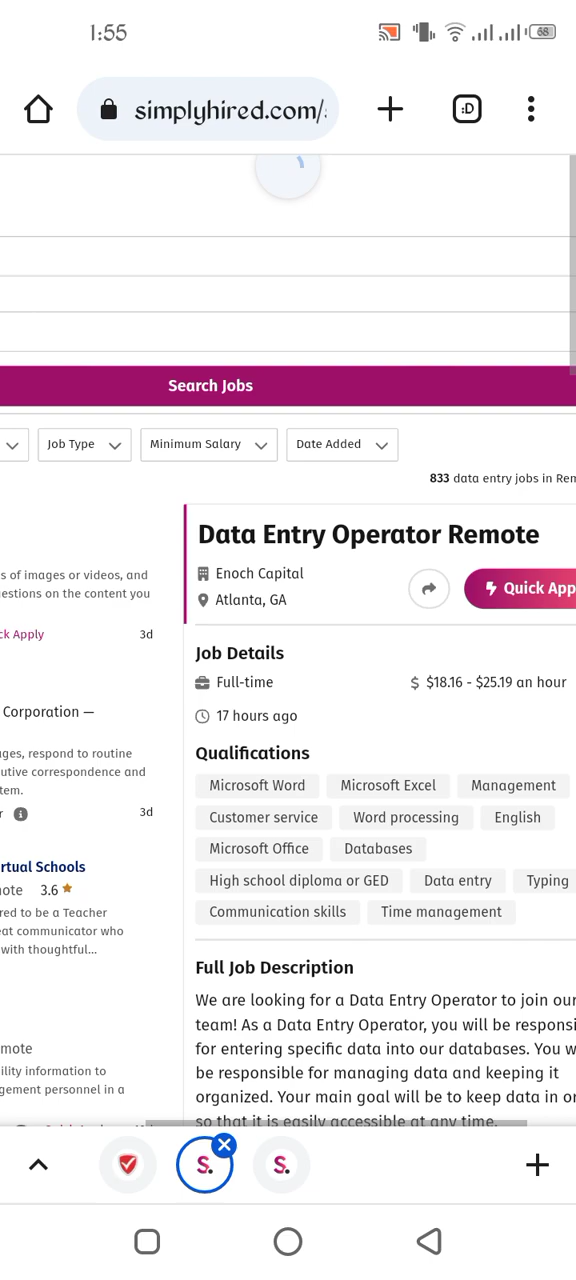 1:55
68
simplyhired.com/
:D
Search Jobs
Job Type
Minimum Salary
Date Added
833 data entry jobs in Rem
s of images or videos, and
estions on the content you
ck Apply
3d
Corporation —
ges, respond to routine
utive correspondence and
tem.
r
3d
rtual Schools
ote 3.6
red to be a Teacher
eat communicator who
with thoughtful...
mote
ility information to
gement personnel in a
Data Entry Operator Remote
Enoch Capital
Atlanta, GA
Quick App
Job Details
Full-time
$ $18.16 - $25.19 an hour
17 hours ago
Qualifications
Microsoft Word
Microsoft Excel
Management
Customer service
Word processing
English
Microsoft Office
Databases
High school diploma or GED
Data entry
Typing
Communication skills
Time management
Full Job Description
We are looking for a Data Entry Operator to join our
team! As a Data Entry Operator, you will be responsi
for entering specific data into our databases. You w
be responsible for managing data and keeping it
organized. Your main goal will be to keep data in or
so that it is easily accessible at any time.
S.
S.